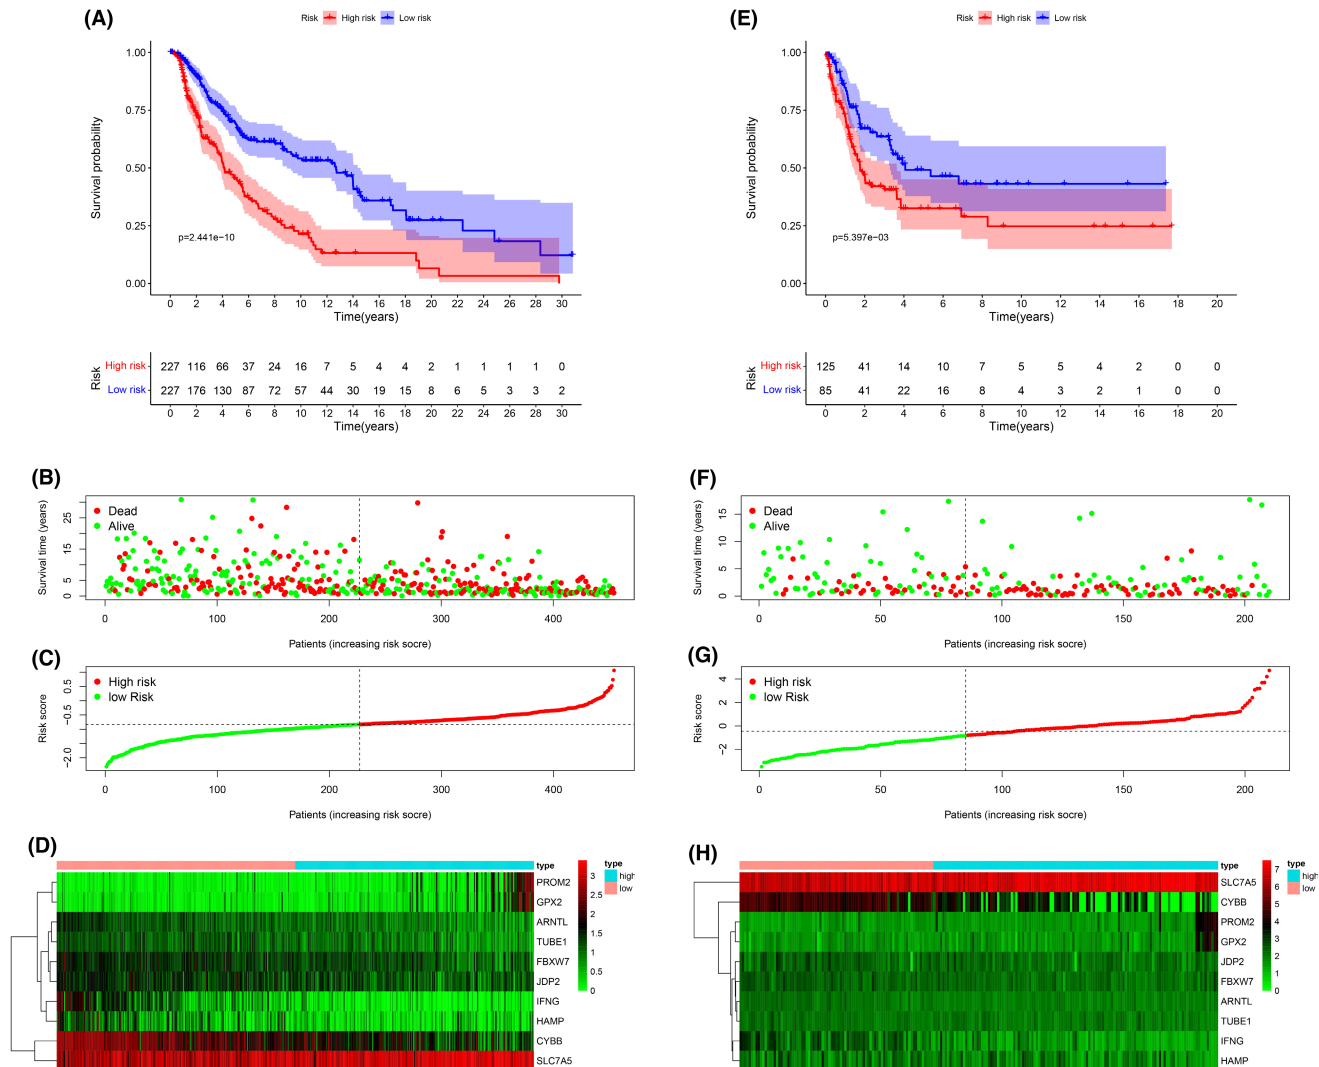 (A)
Risk High risk Low risk
Survival probability
1.00
0.75
0.50
0.25
0.00
p=2.441e−10
0 2 4 6 8 10 12 14 16 18 20 22 24 26 28 30
Time(years)
Risk
High risk 227 116 66 37 24 16 7 5 4 4 2 1 1 1 1 0
Low risk 227 176 130 87 72 57 44 30 19 15 8 6 5 3 3 2
0 2 4 6 8 10 12 14 16 18 20 22 24 26 28 30
Time(years)
(E)
Risk High risk Low risk
Survival probability
1.00
0.75
0.50
0.25
0.00
p=5.397e−03
0 2 4 6 8 10 12 14 16 18 20
Time(years)
Risk
High risk 125 41 14 10 7 5 5 4 2 0 0
Low risk 85 41 22 16 8 4 3 2 1 0 0
0 2 4 6 8 10 12 14 16 18 20
Time(years)
(B)
Survival time (years)
25
15
5
0
Dead
Alive
0 100 200 300 400
Patients (increasing risk socre)
(F)
Survival time (years)
15
10
5
0
Dead
Alive
0 50 100 150 200
Patients (increasing risk socre)
(C)
Risk score
0.5
−0.5
−2.0
High risk
low Risk
0 100 200 300 400
Patients (increasing risk socre)
(G)
Risk score
4
2
0
−2
High risk
low Risk
0 50 100 150 200
Patients (increasing risk socre)
(D)
type
PROM2
GPX2
ARNTL
TUBE1
FBXW7
JDP2
IFNG
HAMP
CYBB
SLC7A5
3
2.5
2
1.5
1
0.5
0
type
high
low
(H)
type
SLC7A5
CYBB
PROM2
GPX2
JDP2
FBXW7
ARNTL
TUBE1
IFNG
HAMP
7
6
5
4
3
2
1
0
type
high
low